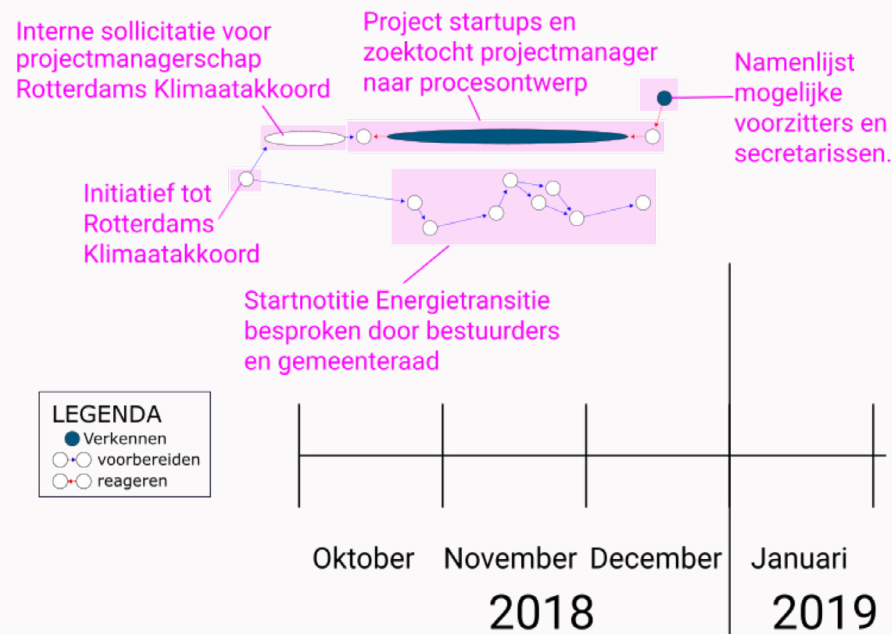 Interne sollicitatie voor
projectmanagerschap
Rotterdams Klimaatakkoord
Project startups en
zoektocht projectmanager
naar procesontwerp
Namenlijst
mogelijke
voorzitters en
secretarissen.
Initiatief tot
Rotterdams
Klimaatakkoord
Startnotitie Energietransitie
besproken door bestuurders
en gemeenteraad
LEGENDA
Verkennen
voorbereiden
reageren
Oktober November December Januari
2018 2019